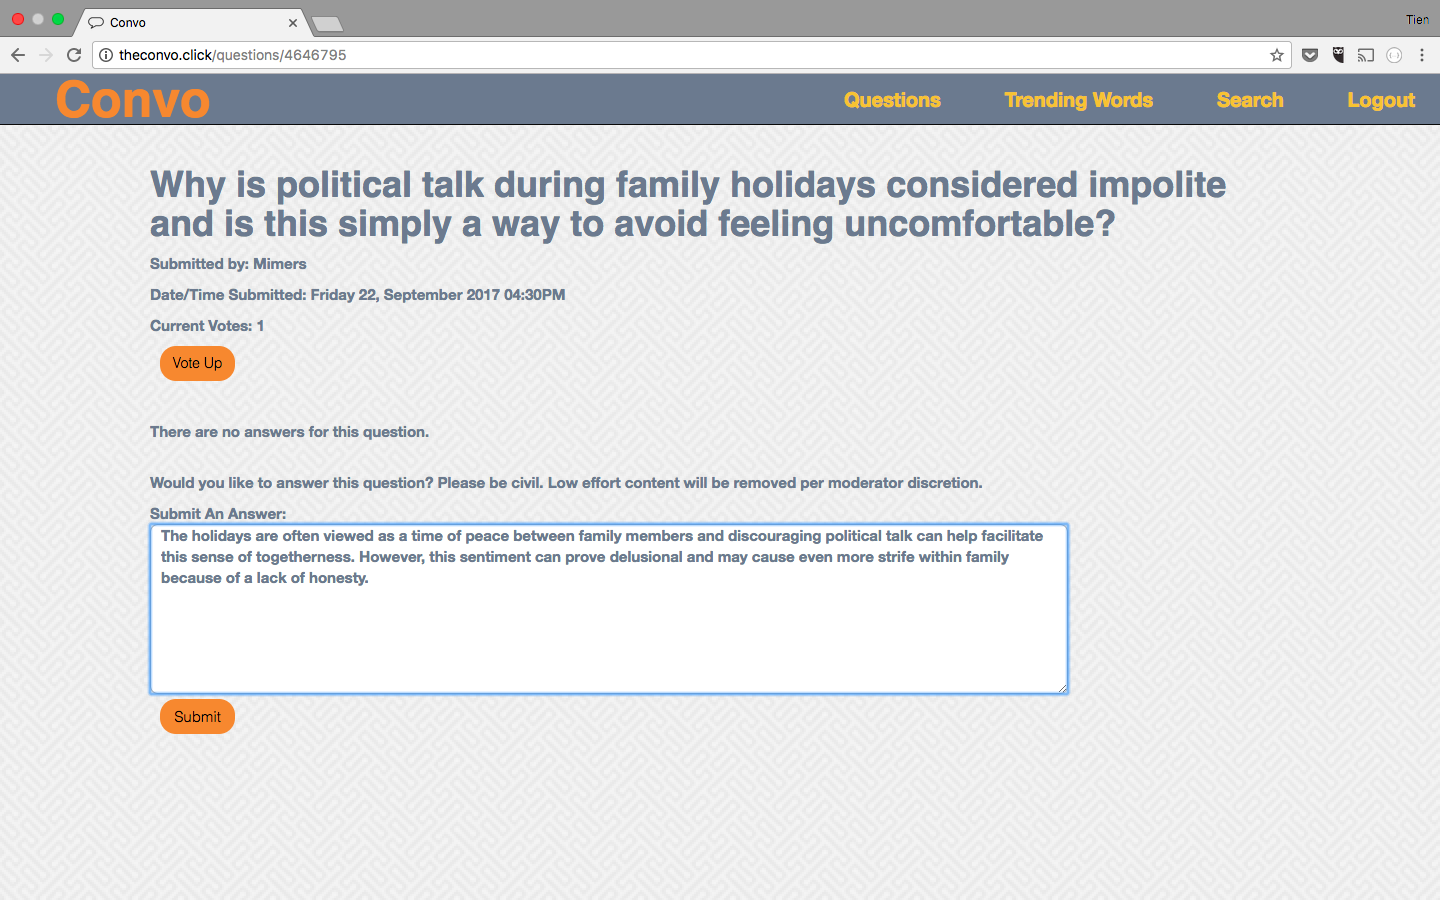 Convo
Tien
theconvo.click/questions/4646795
Convo
Questions
Trending Words
Search
Logout
Why is political talk during family holidays considered impolite
and is this simply a way to avoid feeling uncomfortable?
Submitted by: Mimers
Date/Time Submitted: Friday 22, September 2017 04:30PM
Current Votes: 1
Vote Up
There are no answers for this question.
Would you like to answer this question? Please be civil. Low effort content will be removed per moderator discretion.
Submit An Answer:
The holidays are often viewed as a time of peace between family members and discouraging political talk can help facilitate
this sense of togetherness. However, this sentiment can prove delusional and may cause even more strife within family
because of a lack of honesty.
Submit